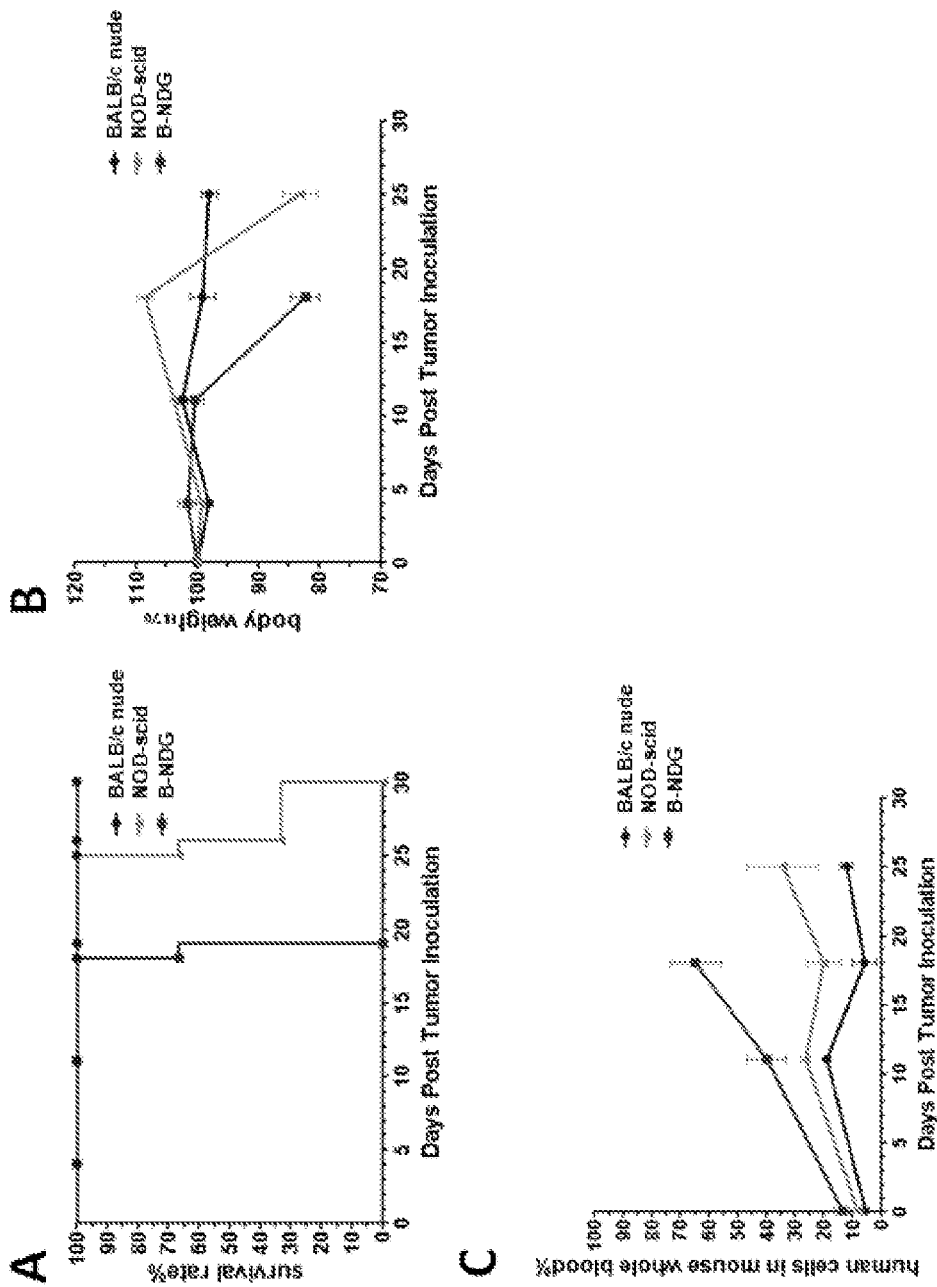 A
100
90
80
70
60
50
40
30
20
10
0
survival rate%
0
5
10
15
20
25
30
Days Post Tumor Inoculation
BALB/c nude
NOD-scid
B-NDG
B
120
110
100
90
80
70
body
0
5
10
15
20
25
30
Days Post Tumor Inoculation
BALB/c nude
NOD-scid
B-NDG
C
100
90
80
70
60
50
40
30
20
10
0
human cells in mouse whole blood%
0
5
10
15
20
25
30
Days Post Tumor Inoculation
BALB/c nude
NOD-scid
B-NDG